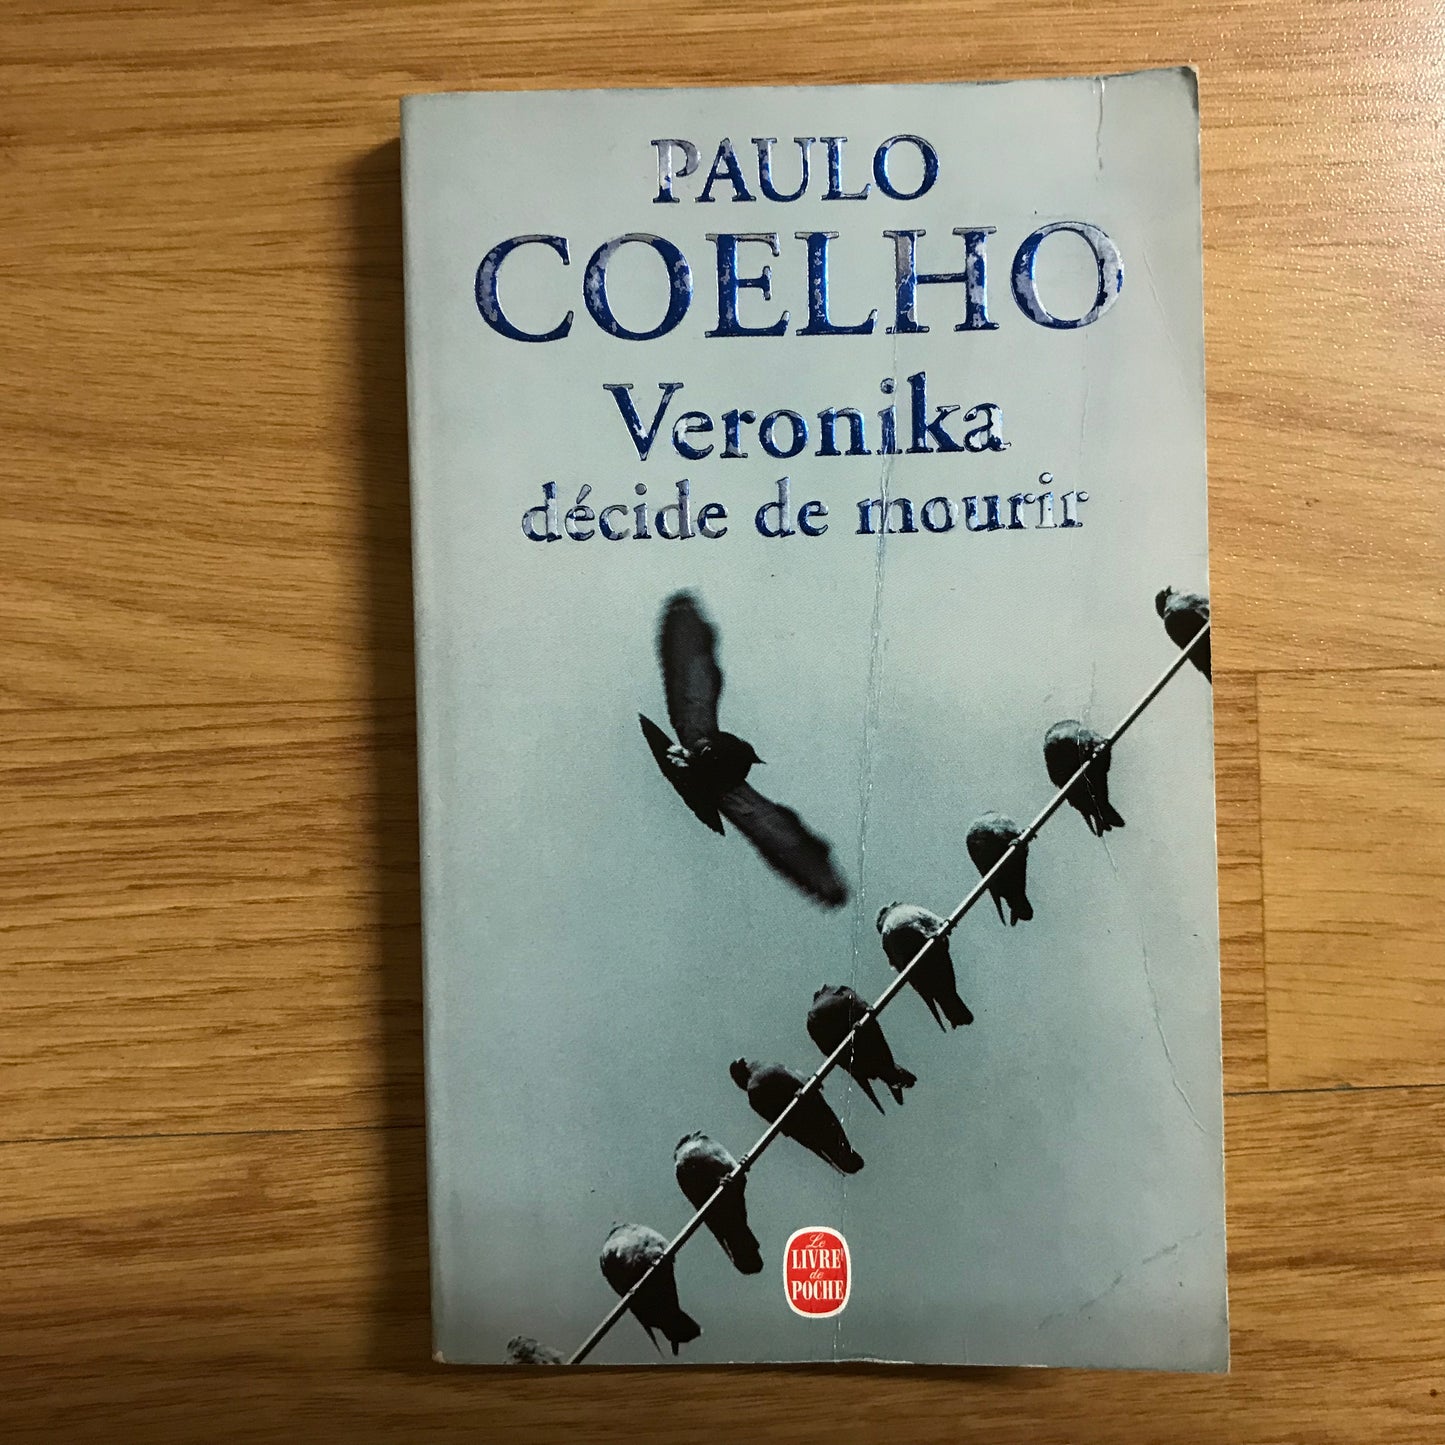 PAULO
COELHO
Veronika
décide de mourir
Le
LIVRE
de
POCHE